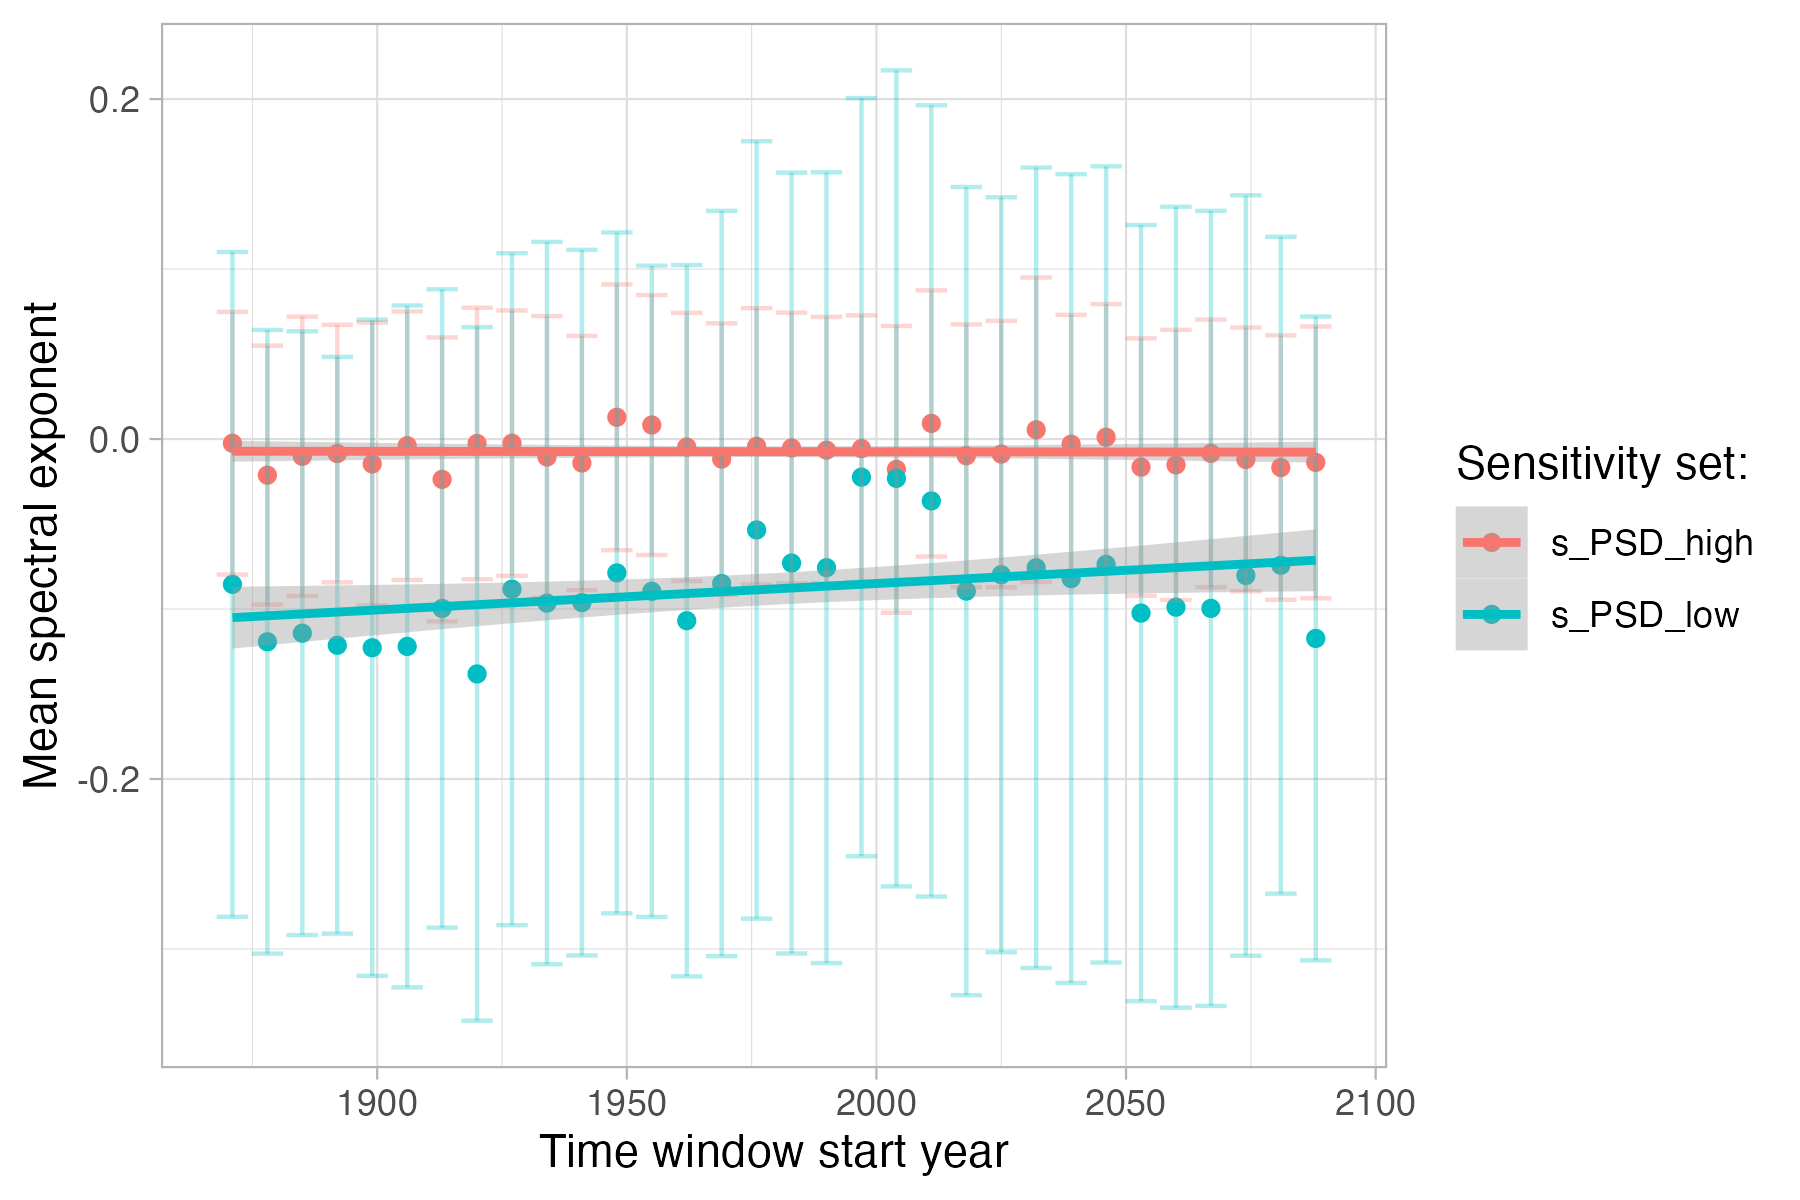 Mean spectral exponent
0.2
0.0
-0.2
1900 1950 2000 2050 2100
Time window start year
Sensitivity set:
s_PSD_high
s_PSD_low